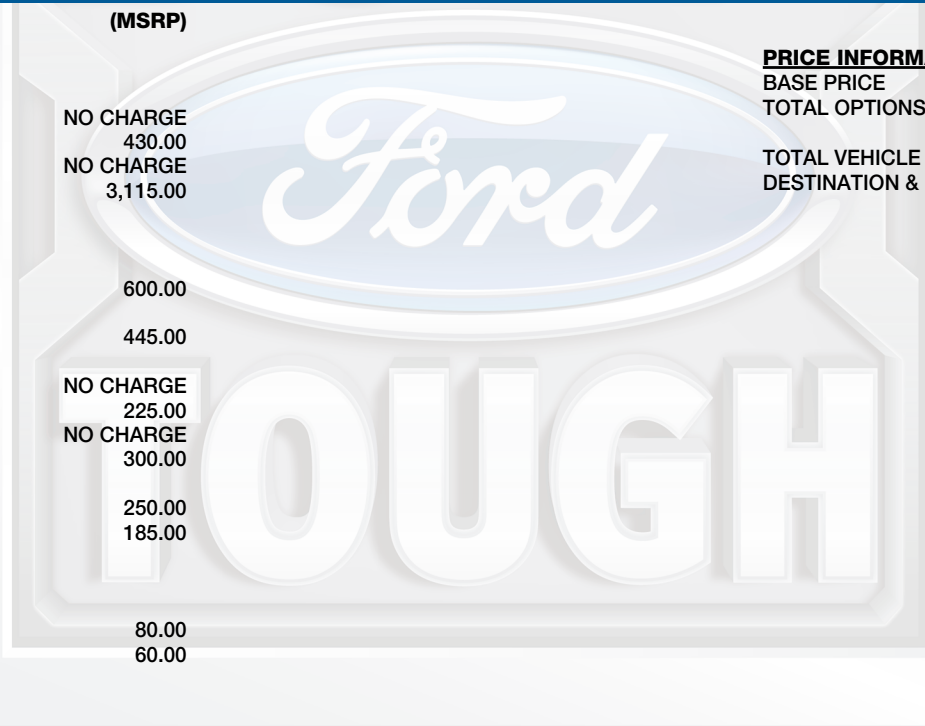 (MSRP)
NO CHARGE
430.00
NO CHARGE
3,115.00
600.00
445.00
NO CHARGE
225.00
NO CHARGE
300.00
250.00
185.00
80.00
60.00
PRICE INFORM
BASE PRICE
TOTAL OPTIONS
TOTAL VEHICLE
DESTINATION &
Ford
TOUGH